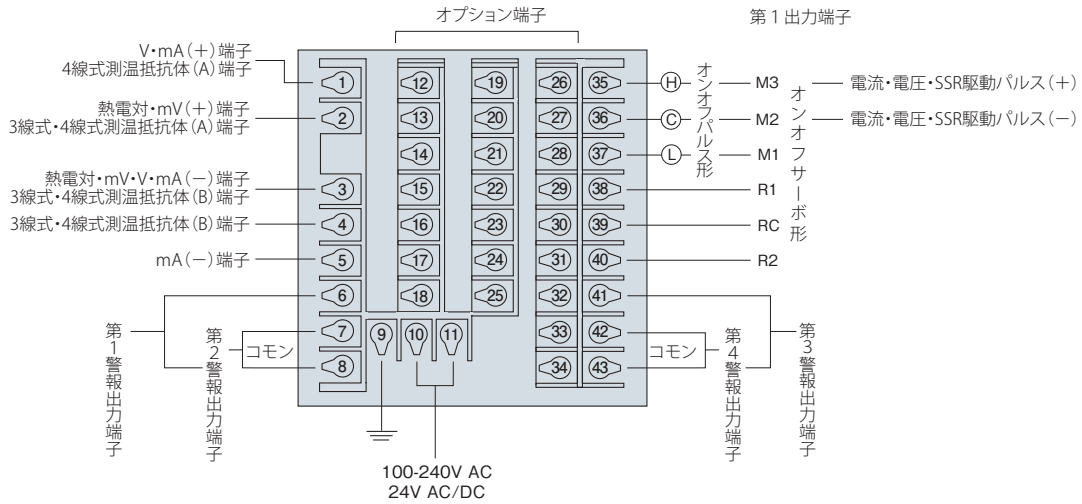 オプション端子
第1出力端子
V・mA(+)端子
4線式測温抵抗体(A)端子
熱電対・mV(+)端子
3線式・4線式測温抵抗体(A)端子
熱電対・mV・V・mA(−)端子
3線式・4線式測温抵抗体(B)端子
3線式・4線式測温抵抗体(B)端子
mA(−)端子
第1警報出力端子
第2警報出力端子
コモン
1
2
3
4
5
6
7
8
9
10
11
12
13
14
15
16
17
18
19
20
21
22
23
24
25
26
27
28
29
30
31
32
33
34
35
36
37
38
39
40
41
42
43
H
C
L
オンオフパルス形
M3
M2
M1
R1
RC
R2
オンオフサーボ形
電流・電圧・SSR駆動パルス(+)
電流・電圧・SSR駆動パルス(−)
コモン
第4警報出力端子
第3警報出力端子
100-240V AC
24V AC/DC